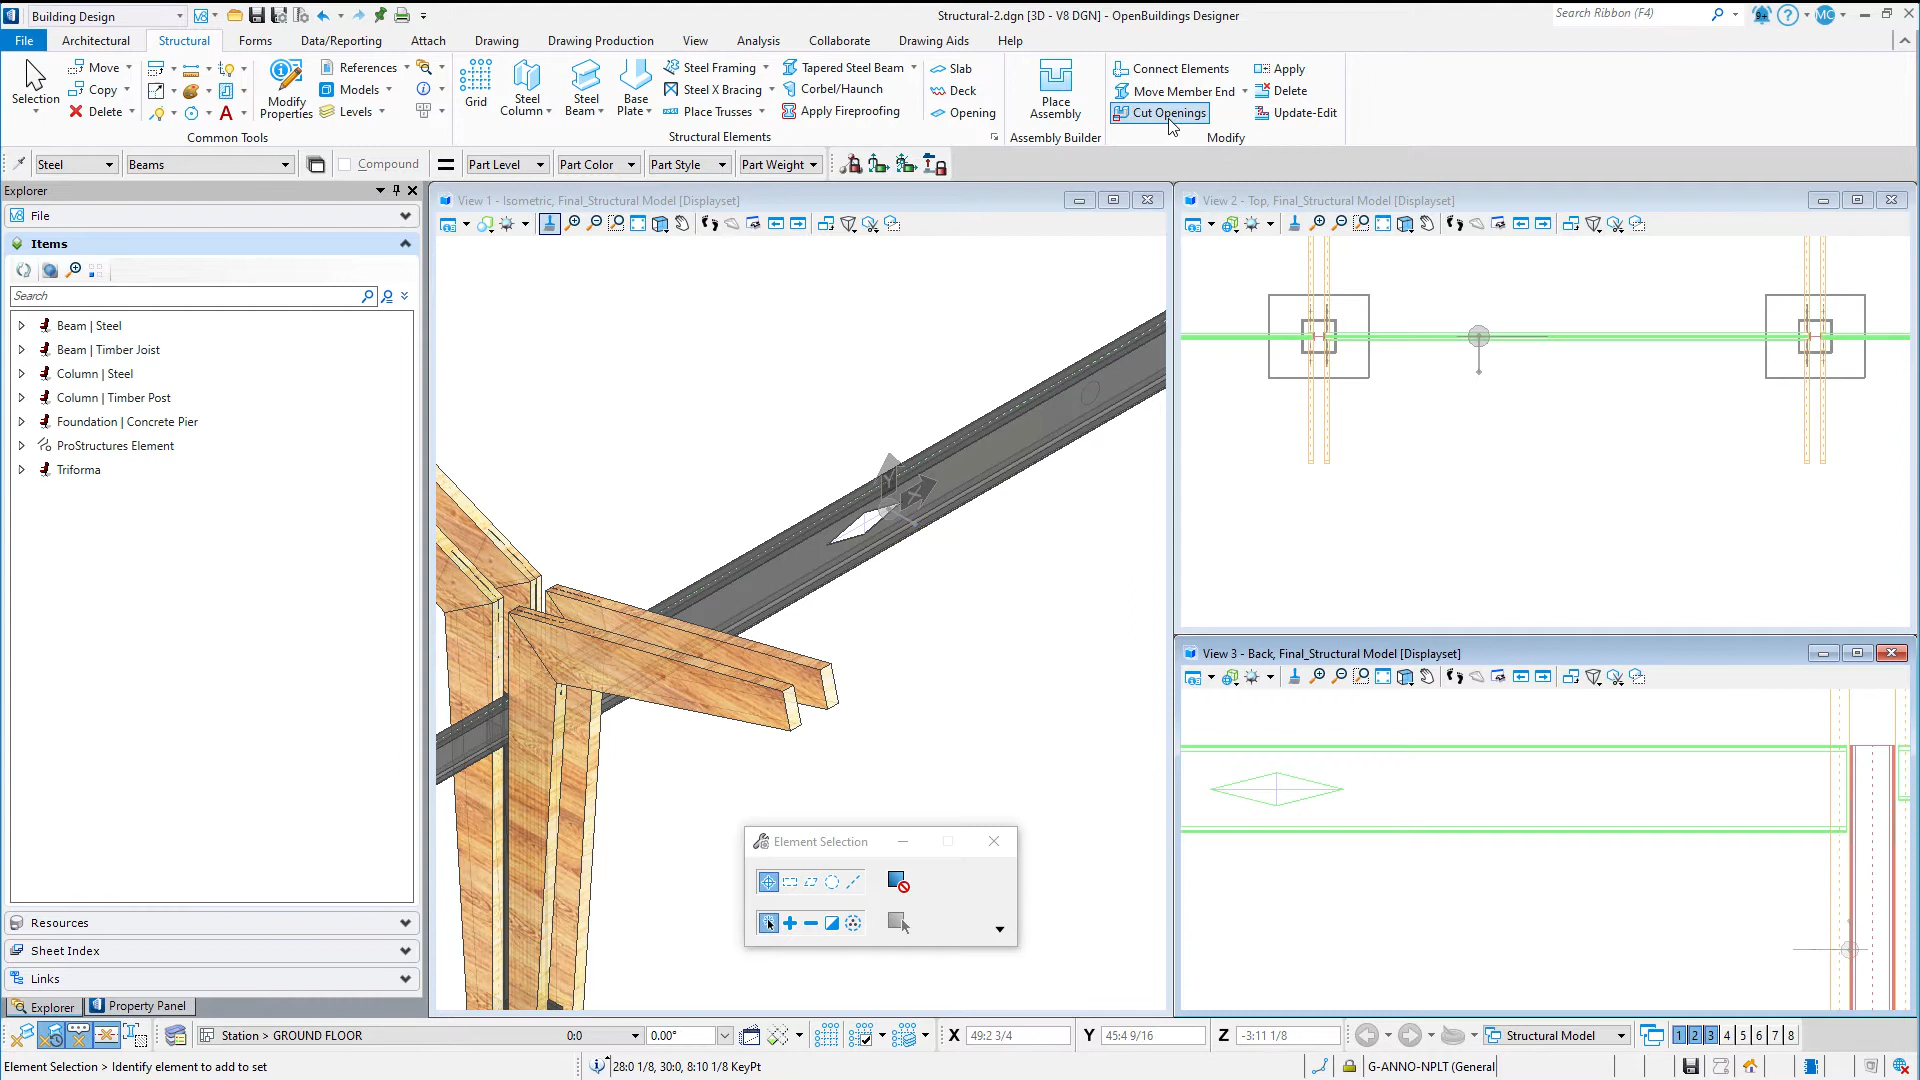 Building Design
Structural-2.dgn [3D - V8 DGN] - OpenBuildings Designer
Search Ribbon (F4)
9+
MC
File Architectural Structural Forms Data/Reporting Attach Drawing Drawing Production View Analysis Collaborate Drawing Aids Help
Selection
Move
Copy
Delete
Modify Properties
References
Models
Levels
Common Tools
Grid
Steel Column
Steel Beam
Base Plate
Steel Framing
Steel X Bracing
Place Trusses
Tapered Steel Beam
Corbel/Haunch
Apply Fireproofing
Slab
Deck
Opening
Structural Elements
Place Assembly
Assembly Builder
Connect Elements
Move Member End
Cut Openings
Apply
Delete
Update-Edit
Modify
Steel Beams Compound Part Level Part Color Part Style Part Weight
Explorer
File
Items
Search
Beam | Steel
Beam | Timber Joist
Column | Steel
Column | Timber Post
Foundation | Concrete Pier
ProStructures Element
Triforma
Resources
Sheet Index
Links
Explorer Property Panel
View 1 - Isometric, Final_Structural Model [Displayset]
Y
X
Element Selection
View 2 - Top, Final_Structural Model [Displayset]
View 3 - Back, Final_Structural Model [Displayset]
Station > GROUND FLOOR 0:0 0.00° X 49:2 3/4 Y 45:4 9/16 Z -3:11 1/8 Structural Model 1 2 3 4 5 6 7 8
Element Selection > Identify element to add to set 28:0 1/8, 30:0, 8:10 1/8 KeyPt G-ANNO-NPLT (General